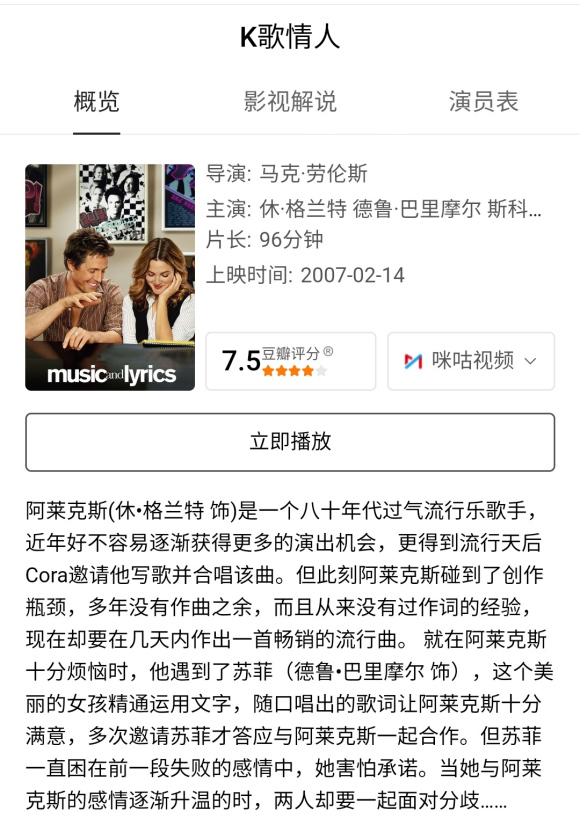 K歌情人
概览 影视解说 演员表
导演: 马克·劳伦斯
主演: 休·格兰特 德鲁·巴里摩尔 斯科...
片长: 96分钟
上映时间: 2007-02-14
music and lyrics
7.5 豆瓣评分®
咪咕视频
立即播放
阿莱克斯(休•格兰特 饰)是一个八十年代过气流行乐歌手，
近年好不容易逐渐获得更多的演出机会，更得到流行天后
Cora邀请他写歌并合唱该曲。但此刻阿莱克斯碰到了创作
瓶颈，多年没有作曲之余，而且从来没有过作词的经验，
现在却要在几天内作出一首畅销的流行曲。 就在阿莱克斯
十分烦恼时，他遇到了苏菲（德鲁•巴里摩尔 饰），这个美
丽的女孩精通运用文字，随口唱出的歌词让阿莱克斯十分
满意，多次邀请苏菲才答应与阿莱克斯一起合作。但苏菲
一直困在前一段失败的感情中，她害怕承诺。当她与阿莱
克斯的感情逐渐升温的时，两人却要一起面对分歧……